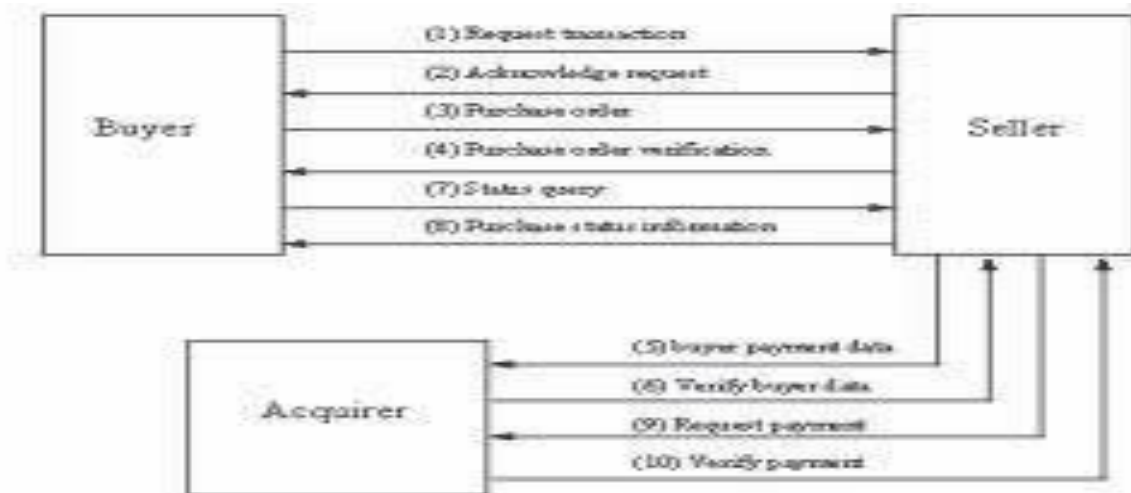 (1) Request transaction
(2) Acknowledge request
(3) Purchase order
Buyer
Seller
(4) Purchase order verification
(7) Status query
(8) Purchase status information
(5) buyer payment data
(6) Verify buyer data
Acquirer
(9) Request payment
(10) Verify payment